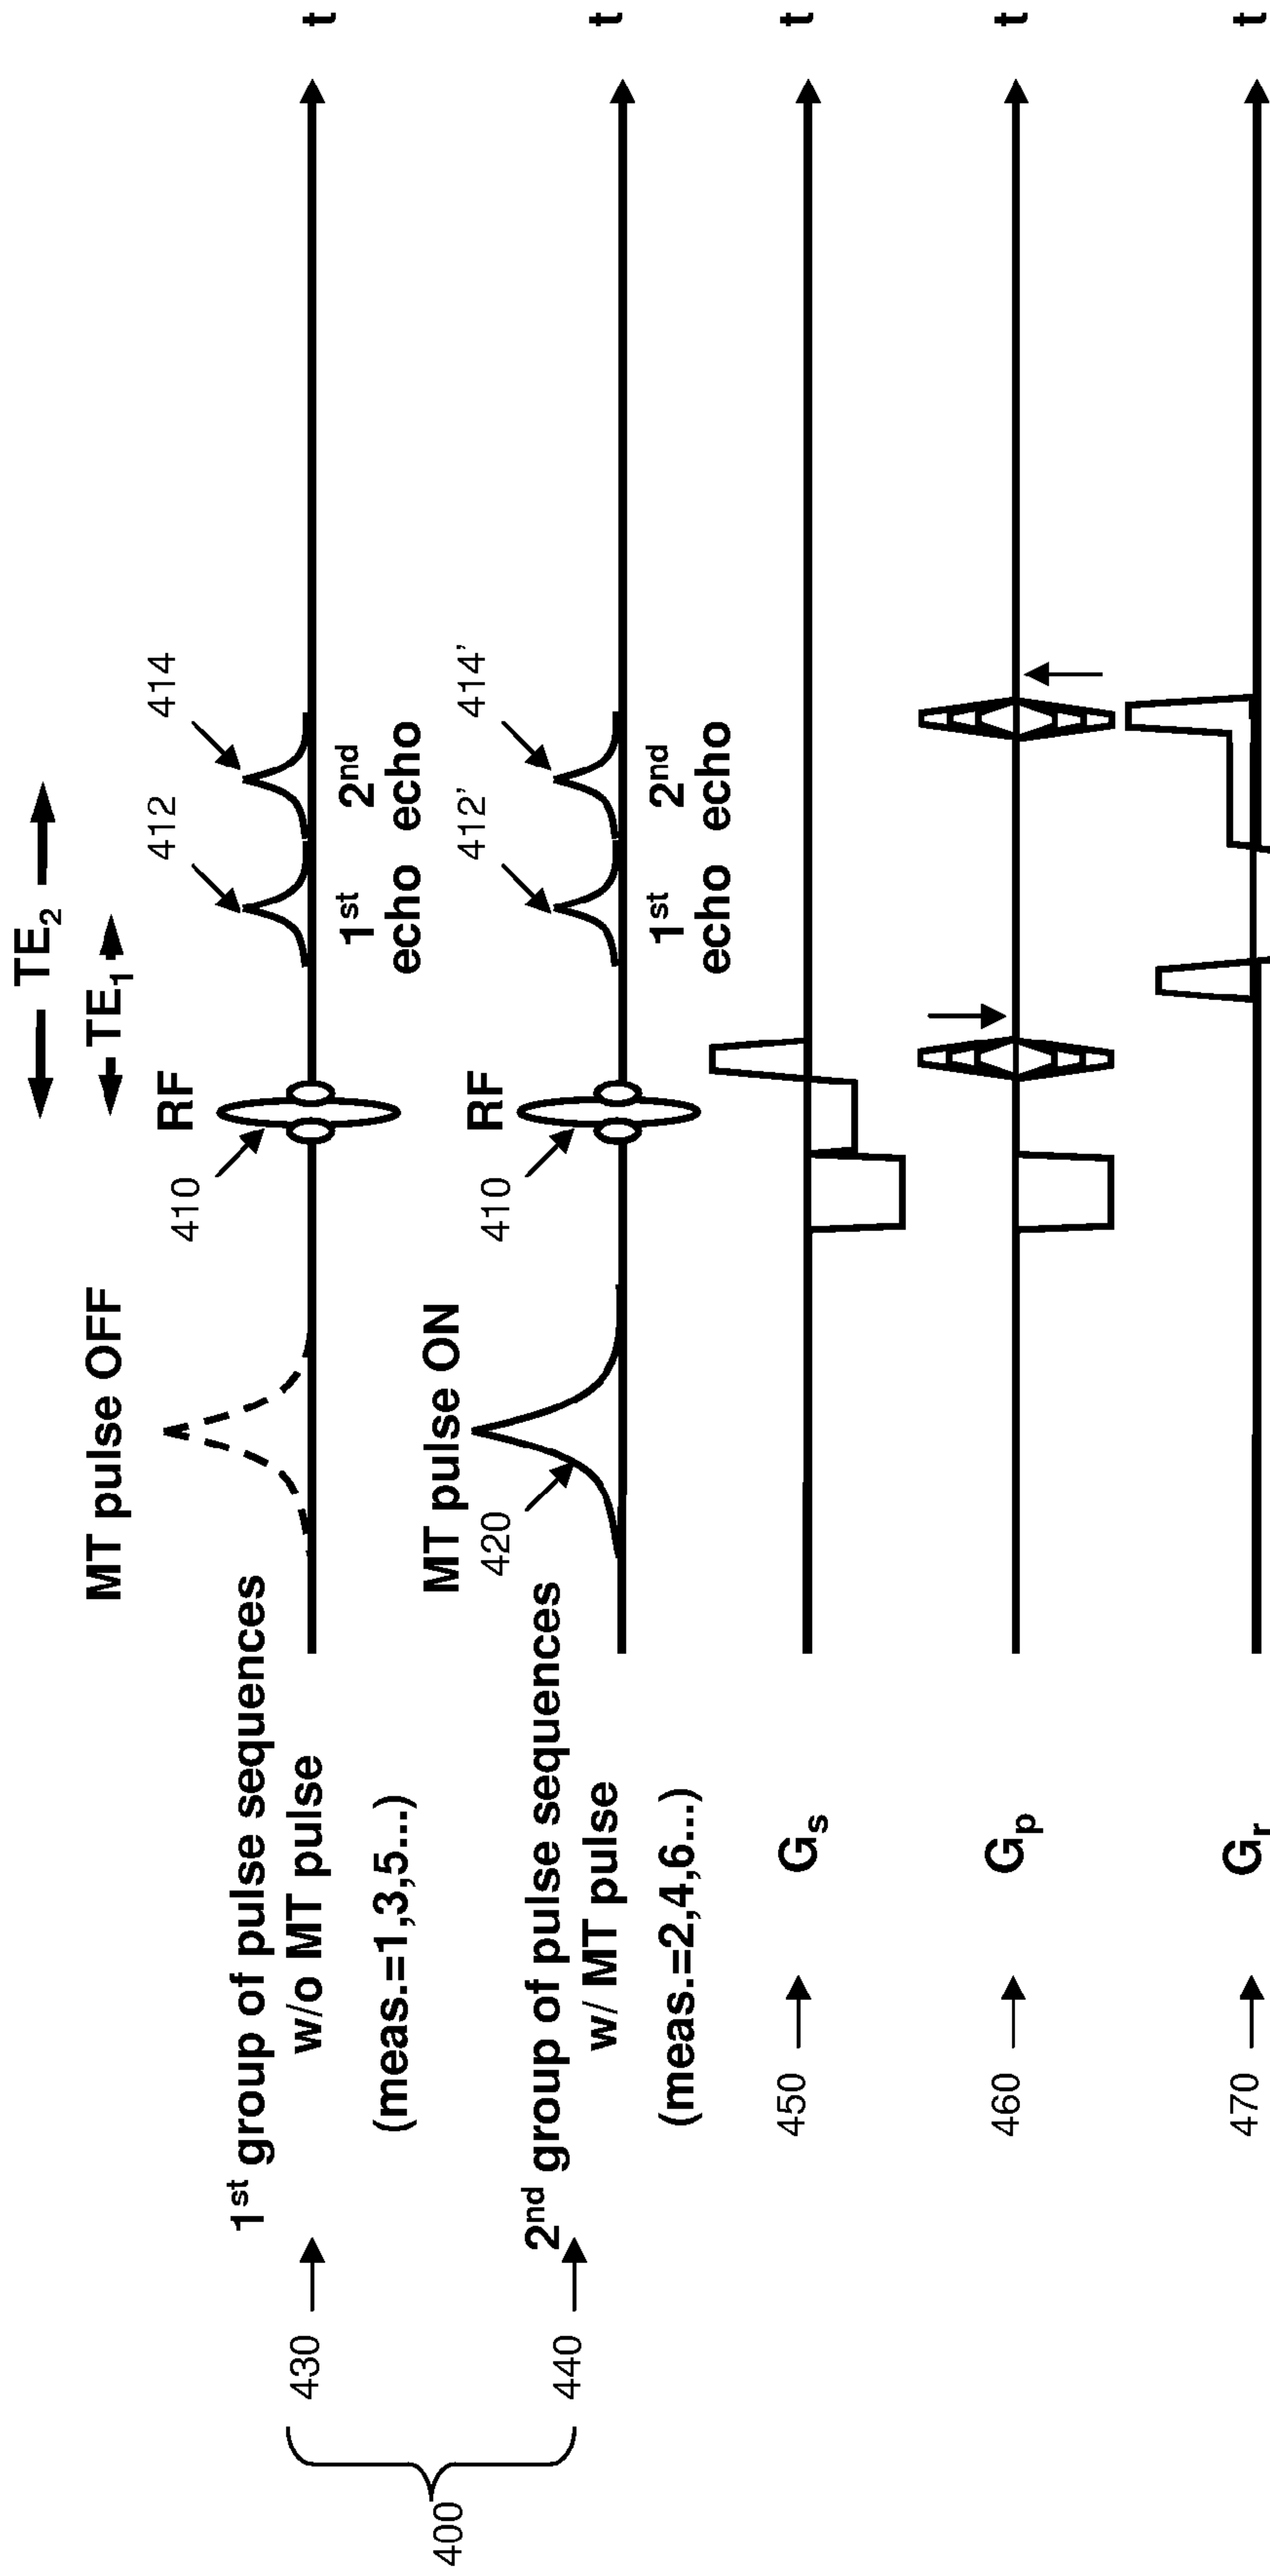 TE2
TE1
MT pulse OFF
RF
410
412
414
1st group of pulse sequences
w/o MT pulse
(meas.=1,3,5...)
430
1st
echo
2nd
echo
t
MT pulse ON
420
RF
410
412’
414’
2nd group of pulse sequences
w/ MT pulse
(meas.=2,4,6...)
440
400
1st
echo
2nd
echo
t
450
Gs
t
460
Gp
t
470
Gr
t